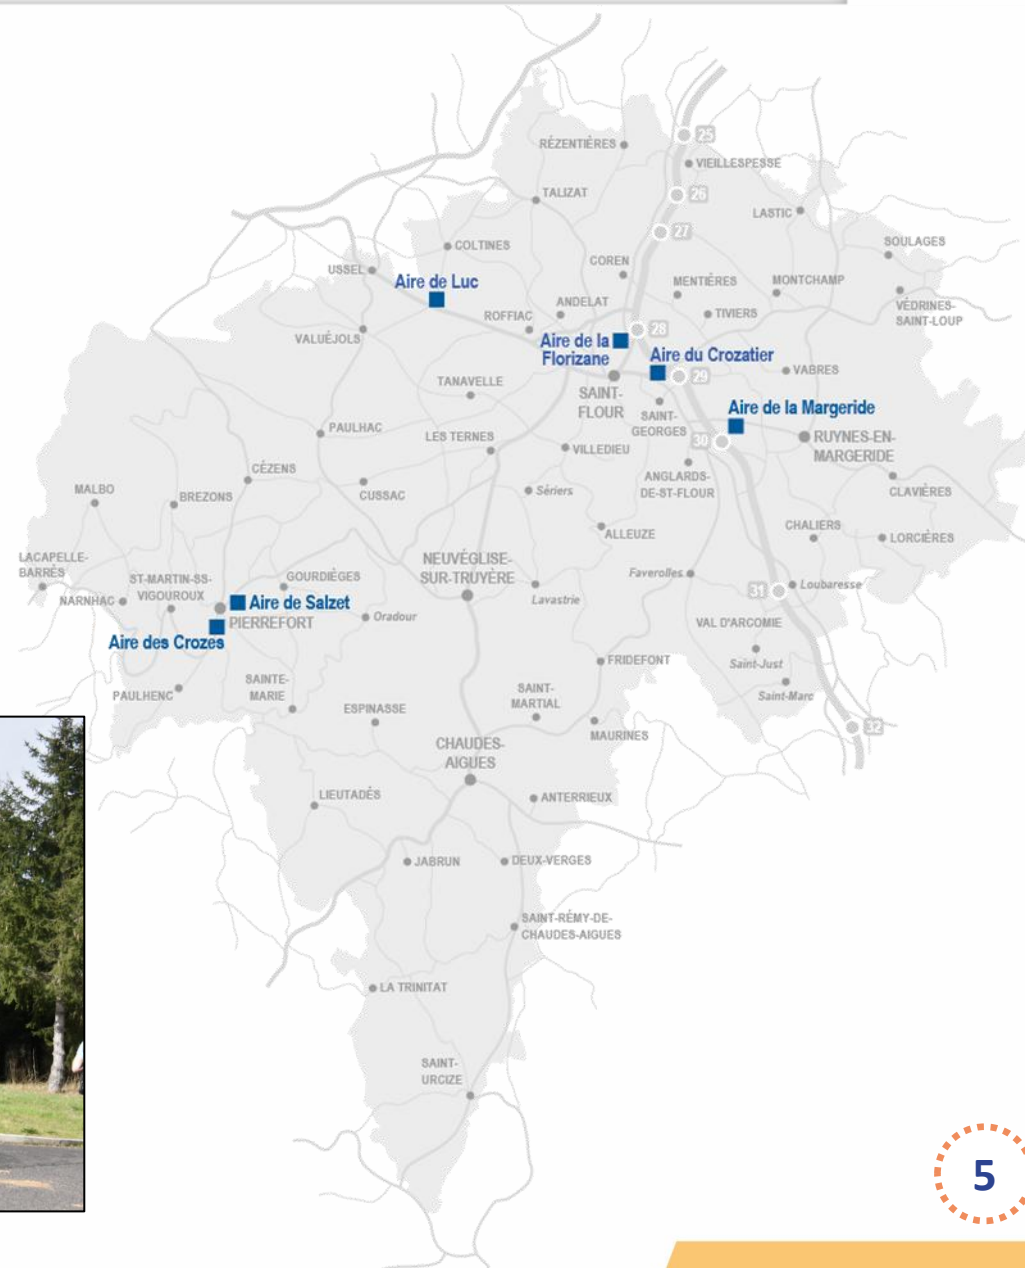 25
RÉZENTIÈRES
VIEILLESPESSE
TALIZAT
26
LASTIC
27
COLTINES
SOULAGES
COREN
USSEL
Aire de Luc
MENTIÈRES
MONTCHAMP
ANDELAT
VÉDRINES-
SAINT-LOUP
ROFFIAC
TIVIERS
28
VALUÉJOLS
Aire de la
Florizane
Aire du Crozatier
29
VABRES
TANAVELLE
SAINT-
FLOUR
Aire de la Margeride
SAINT-
GEORGES
PAULHAC
LES TERNES
30
RUYNES-EN-
MARGERIDE
VILLEDIEU
CÉZENS
ANGLARDS-
DE-ST-FLOUR
MALBO
BREZONS
CUSSAC
Sériers
CLAVIÈRES
CHALIERS
ALLEUZE
LORCIÈRES
LACAPELLE-
BARRÈS
NEUVÉGLISE-
SUR-TRUYÈRE
ST-MARTIN-SS-
VIGOUROUX
GOURDIÈGES
Faverolles
31
Loubaresse
NARNHAC
Aire de Salzet
Lavastrie
PIERREFORT
Oradour
VAL D'ARCOMIE
Aire des Crozes
FRIDEFONT
Saint-Just
SAINTE-
MARIE
PAULHENC
SAINT-
MARTIAL
Saint-Marc
ESPINASSE
32
MAURINES
CHAUDES-
AIGUES
LIEUTADÈS
ANTERRIEUX
JABRUN
DEUX-VERGES
SAINT-RÉMY-DE-
CHAUDES-AIGUES
LA TRINITAT
SAINT-
URCIZE
5